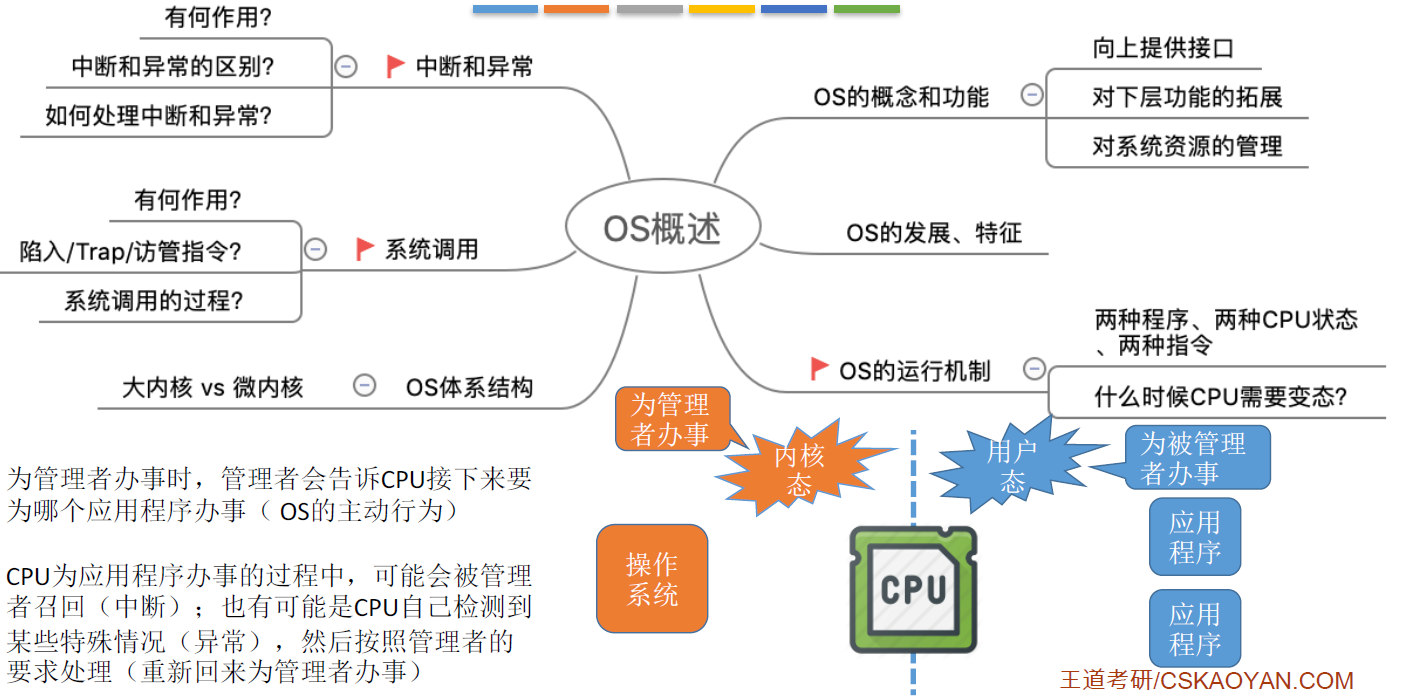 有何作用?
中断和异常的区别?
如何处理中断和异常?
中断和异常
有何作用?
陷入/Trap/访管指令?
系统调用的过程?
系统调用
大内核 vs 微内核
OS体系结构
OS概述
OS的概念和功能
向上提供接口
对下层功能的拓展
对系统资源的管理
OS的发展、特征
OS的运行机制
两种程序、两种CPU状态
、两种指令
什么时候CPU需要变态?
为管理
者办事
内核
态
用户
态
为被管理
者办事
操作
系统
CPU
应用
程序
应用
程序
为管理者办事时，管理者会告诉CPU接下来要
为哪个应用程序办事（ OS的主动行为）
CPU为应用程序办事的过程中，可能会被管理
者召回（中断）；也有可能是CPU自己检测到
某些特殊情况（异常），然后按照管理者的
要求处理（重新回来为管理者办事）
王道考研/CSKAOYAN.COM